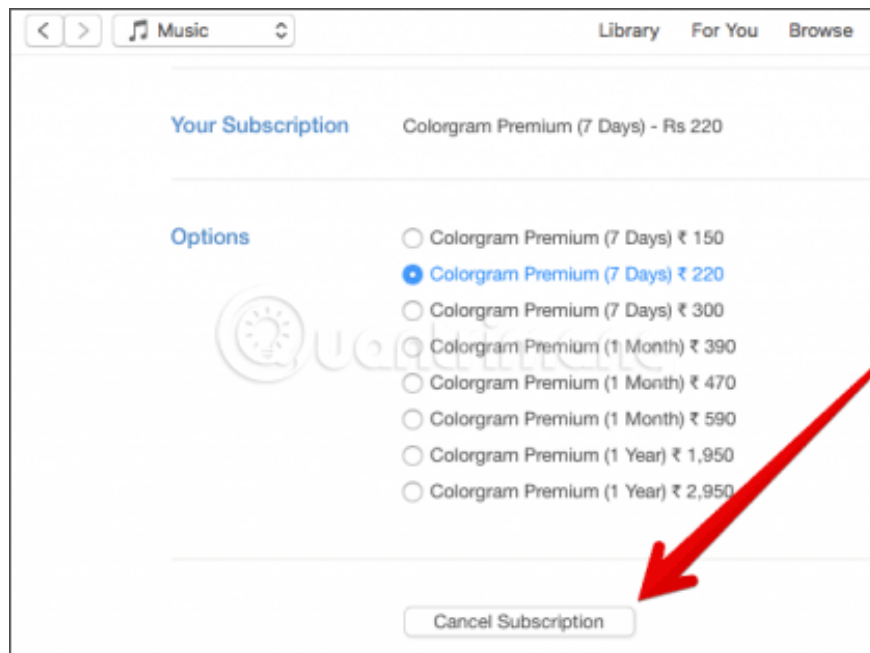 Music
Library For You Browse
Your Subscription Colorgram Premium (7 Days) - Rs 220
Options
Colorgram Premium (7 Days) ₹ 150
Colorgram Premium (7 Days) ₹ 220
Colorgram Premium (7 Days) ₹ 300
Colorgram Premium (1 Month) ₹ 390
Colorgram Premium (1 Month) ₹ 470
Colorgram Premium (1 Month) ₹ 590
Colorgram Premium (1 Year) ₹ 1,950
Colorgram Premium (1 Year) ₹ 2,950
Quantrimang
Cancel Subscription